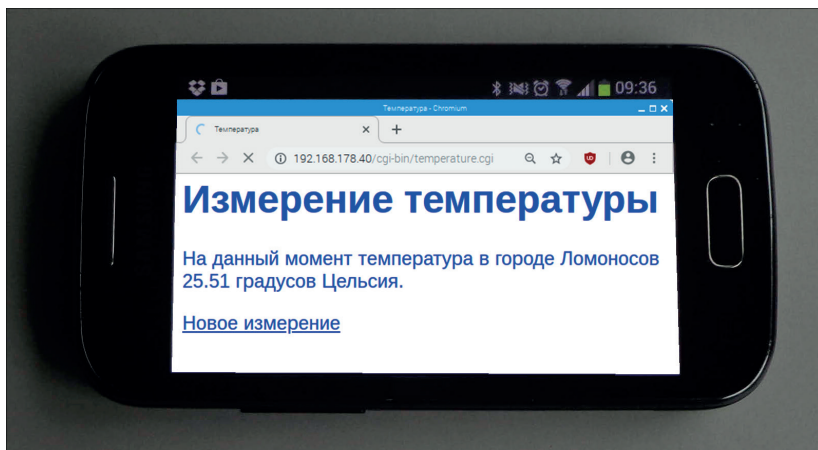 09:36
Температура - Chromium
Температура
192.168.178.40/cgi-bin/temperature.cgi
Измерение температуры
На данный момент температура в городе Ломоносов
25.51 градусов Цельсия.
Новое измерение